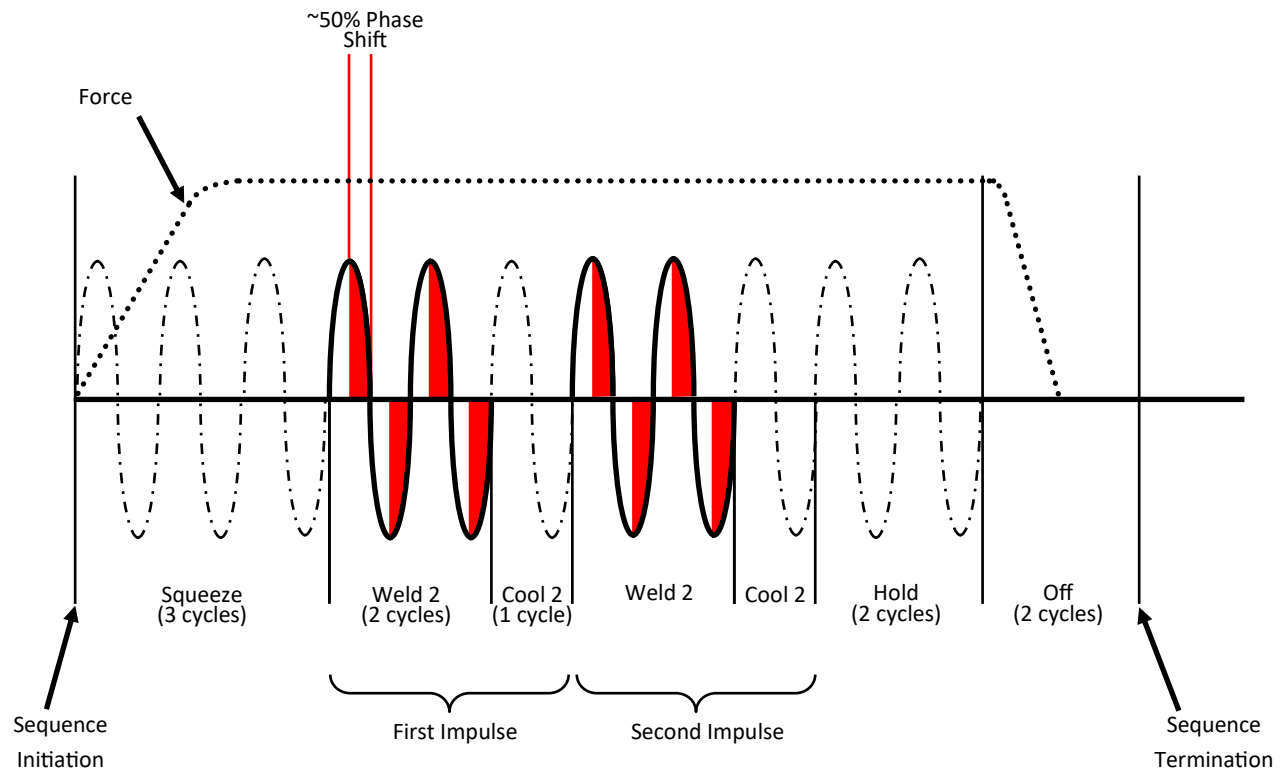 ~50% Phase
Shift
Force
Squeeze
(3 cycles)
Weld 2
(2 cycles)
Cool 2
(1 cycle)
Weld 2
Cool 2
Hold
(2 cycles)
Off
(2 cycles)
First Impulse
Second Impulse
Sequence
Initiation
Sequence
Termination